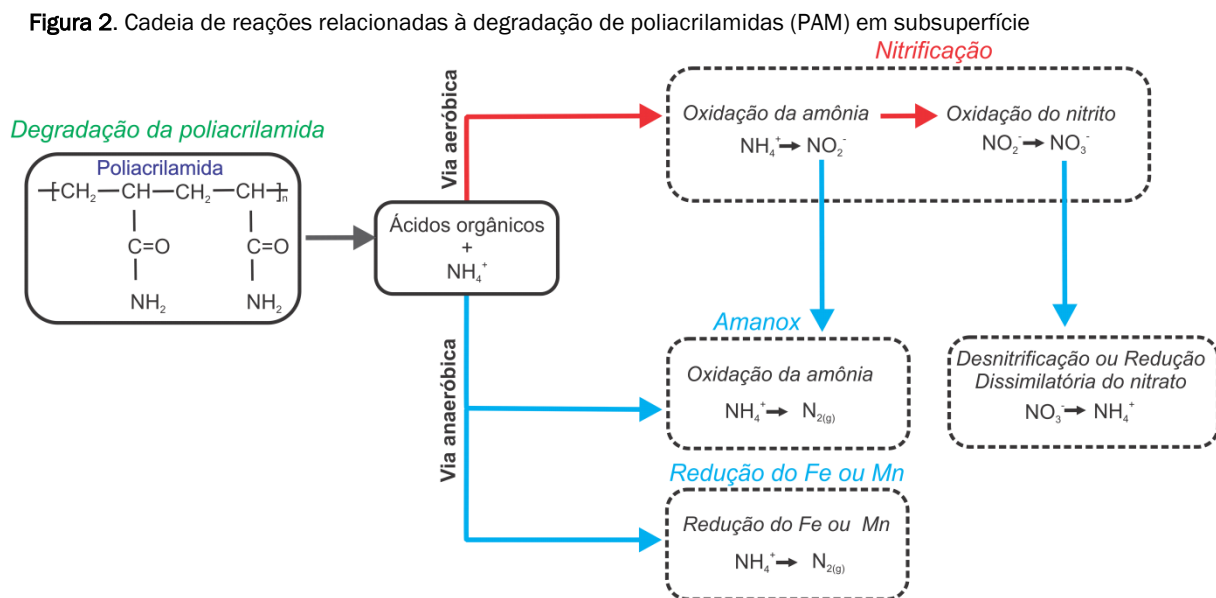 Figura 2. Cadeia de reações relacionadas à degradação de poliacrilamidas (PAM) em subsuperfície
Degradação da poliacrilamida
Poliacrilamida
-[CH₂—CH—CH₂—CH-]ₙ
C=O C=O
NH₂ NH₂
Ácidos orgânicos
+
NH₄⁺
Via aeróbica
Via anaeróbica
Nitrificação
Oxidação da amônia
NH₄⁺→ NO₂⁻
Oxidação do nitrito
NO₂⁻→ NO₃⁻
Amanox
Oxidação da amônia
NH₄⁺→ N₂(g)
Desnitrificação ou Redução
Dissimilatória do nitrato
NO₃⁻→ NH₄⁺
Redução do Fe ou Mn
Redução do Fe ou Mn
NH₄⁺→ N₂(g)